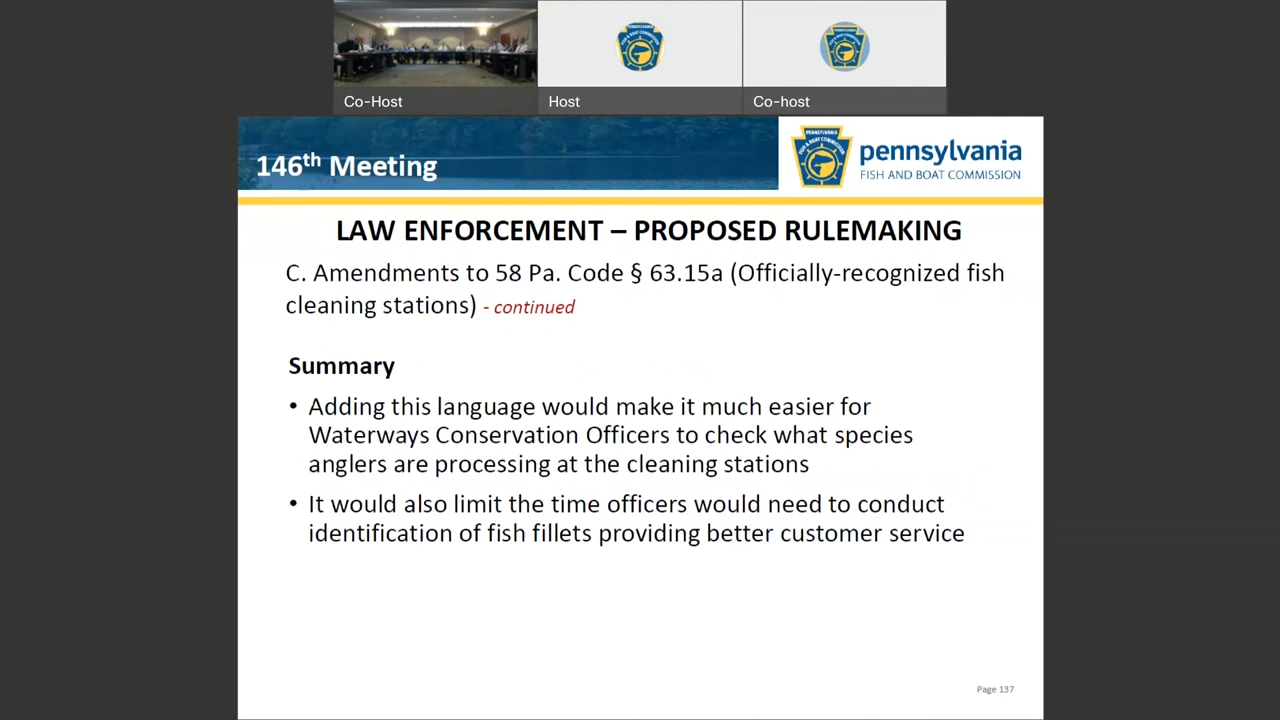 Co-Host
Host
Co-host
146th Meeting
PENNSYLVANIA
FISH & BOAT COMMISSION
pennsylvania
FISH AND BOAT COMMISSION
LAW ENFORCEMENT – PROPOSED RULEMAKING
C. Amendments to 58 Pa. Code § 63.15a (Officially-recognized fish
cleaning stations) - continued
Summary
• Adding this language would make it much easier for
Waterways Conservation Officers to check what species
anglers are processing at the cleaning stations
• It would also limit the time officers would need to conduct
identification of fish fillets providing better customer service
Page 137